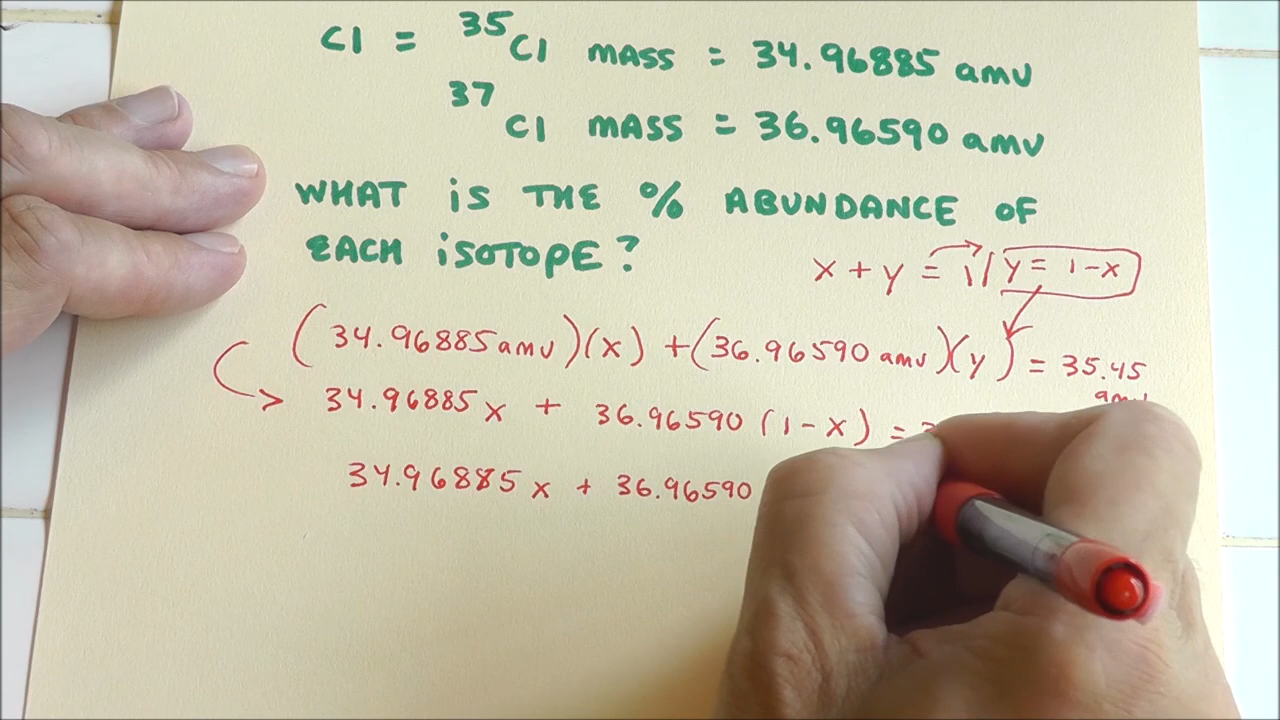 Cl = ³⁵Cl MASS = 34.96885 amu
³⁷Cl MASS = 36.96590 amu
WHAT iS THE % ABUNDANCE OF
EACH iSOTOPE?
x + y = 1 // y = 1-x
(34.96885 amu)(x) + (36.96590 amu)(y) = 35.45
amu
34.96885 x + 36.96590 (1-x) =
34.96885 x + 36.96590